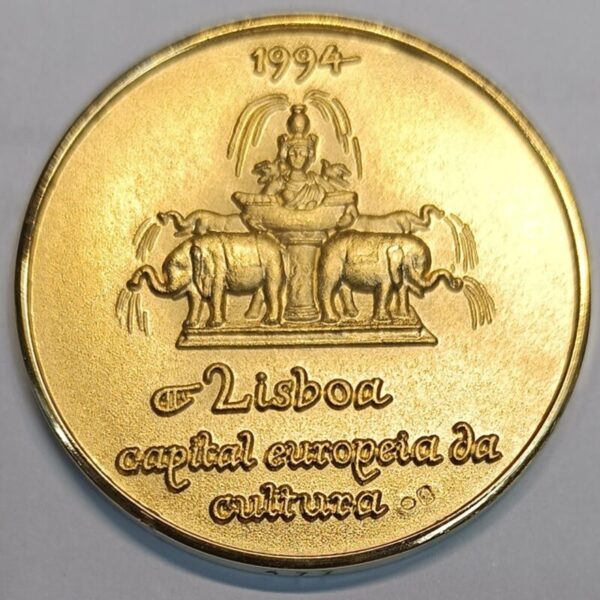 1994
Lisboa
capital europeia da
cultura.